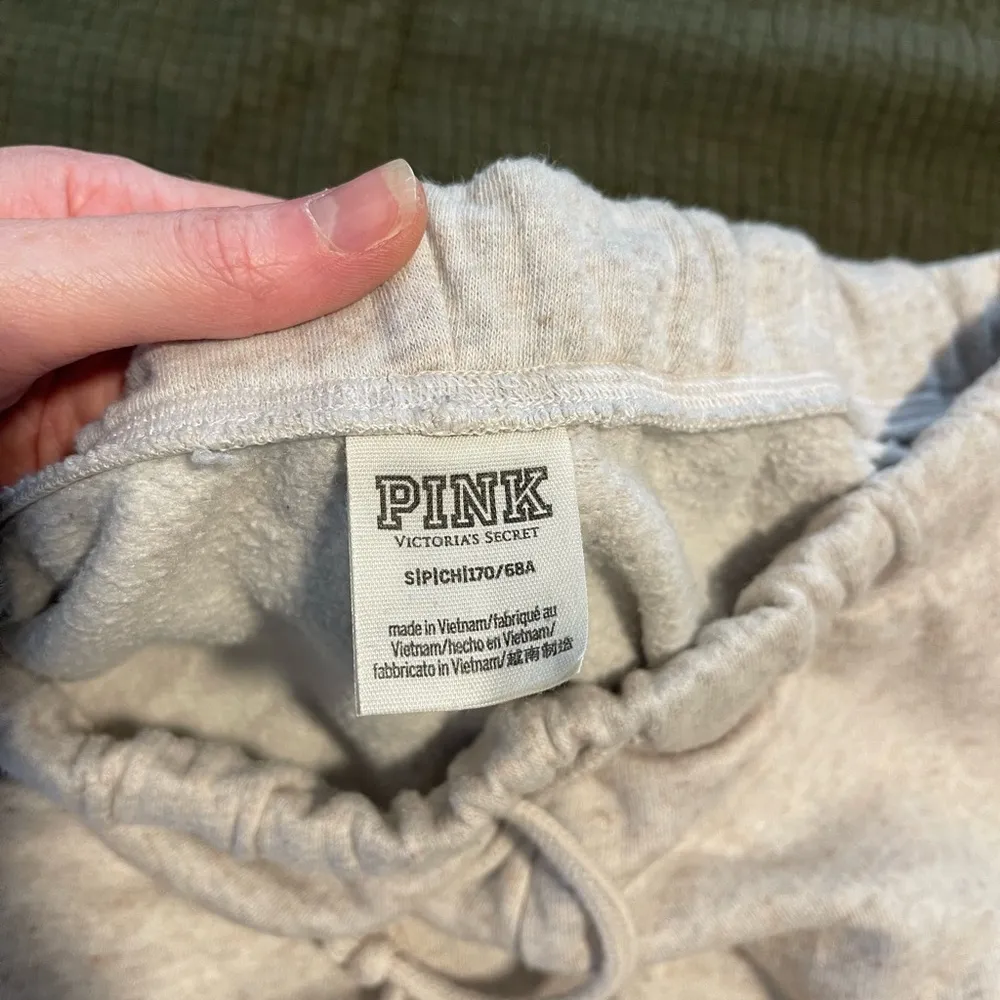 PINK
VICTORIA'S SECRET
S|P|CH|170/68A
made in Vietnam/fabriqué au
Vietnam/hecho en Vietnam/
fabbricato in Vietnam/越南制造